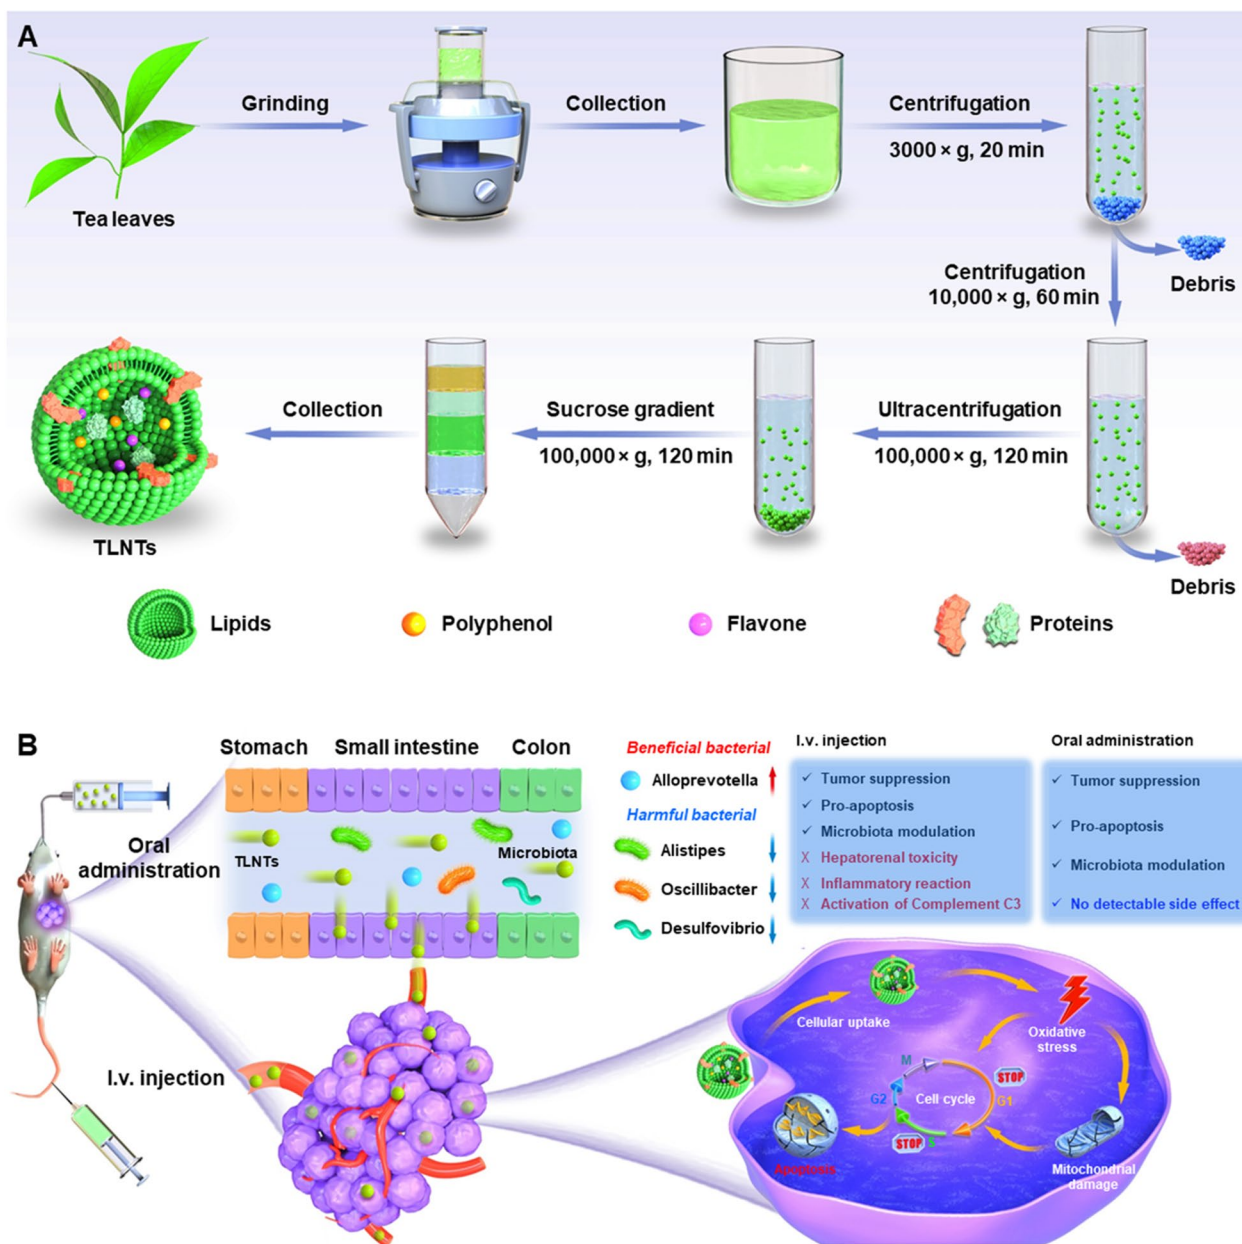 A
Grinding
Collection
Centrifugation
3000 × g, 20 min
Tea leaves
Debris
Centrifugation
10,000 × g, 60 min
Ultracentrifugation
100,000 × g, 120 min
Debris
Sucrose gradient
100,000 × g, 120 min
Collection
TLNTs
Lipids
Polyphenol
Flavone
Proteins
B
Oral
administration
Stomach
Small intestine
Colon
TLNTs
Microbiota
Beneficial bacterial
Alloprevotella
Harmful bacterial
Alistipes
Oscillibacter
Desulfovibrio
I.v. injection
✓ Tumor suppression
✓ Pro-apoptosis
✓ Microbiota modulation
X Hepatorenal toxicity
X Inflammatory reaction
X Activation of Complement C3
Oral administration
✓ Tumor suppression
✓ Pro-apoptosis
✓ Microbiota modulation
✓ No detectable side effect
I.v. injection
Cellular uptake
Oxidative
stress
M
STOP
G1
G2
Cell cycle
STOP
S
Apoptosis
Mitochondrial
damage